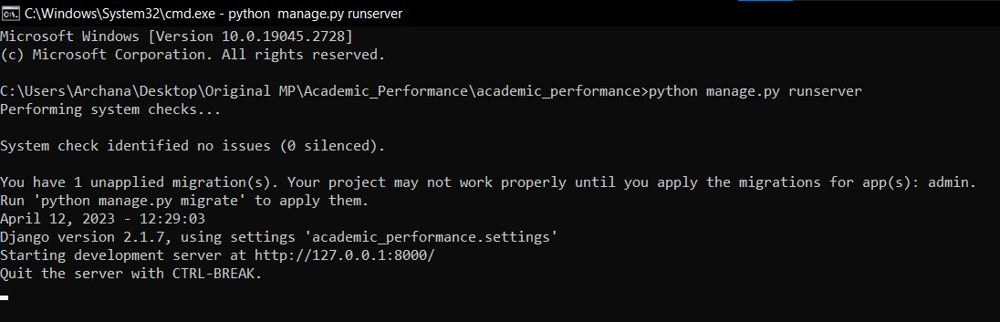 C:\Windows\System32\cmd.exe - python  manage.py runserver
Microsoft Windows [Version 10.0.19045.2728]
(c) Microsoft Corporation. All rights reserved.
C:\Users\Archana\Desktop\Original MP\Academic_Performance\academic_performance>python manage.py runserver
Performing system checks...
System check identified no issues (0 silenced).
You have 1 unapplied migration(s). Your project may not work properly until you apply the migrations for app(s): admin.
Run 'python manage.py migrate' to apply them.
April 12, 2023 - 12:29:03
Django version 2.1.7, using settings 'academic_performance.settings'
Starting development server at http://127.0.0.1:8000/
Quit the server with CTRL-BREAK.